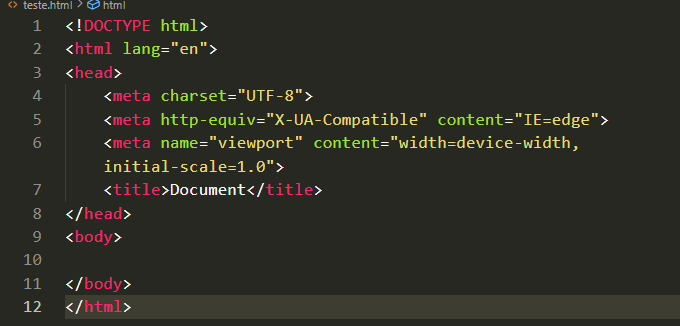 teste.html > html
1 <!DOCTYPE html>
2 <html lang="en">
3 <head>
4     <meta charset="UTF-8">
5     <meta http-equiv="X-UA-Compatible" content="IE=edge">
6     <meta name="viewport" content="width=device-width,
    initial-scale=1.0">
7     <title>Document</title>
8 </head>
9 <body>
10
11 </body>
12 </html>